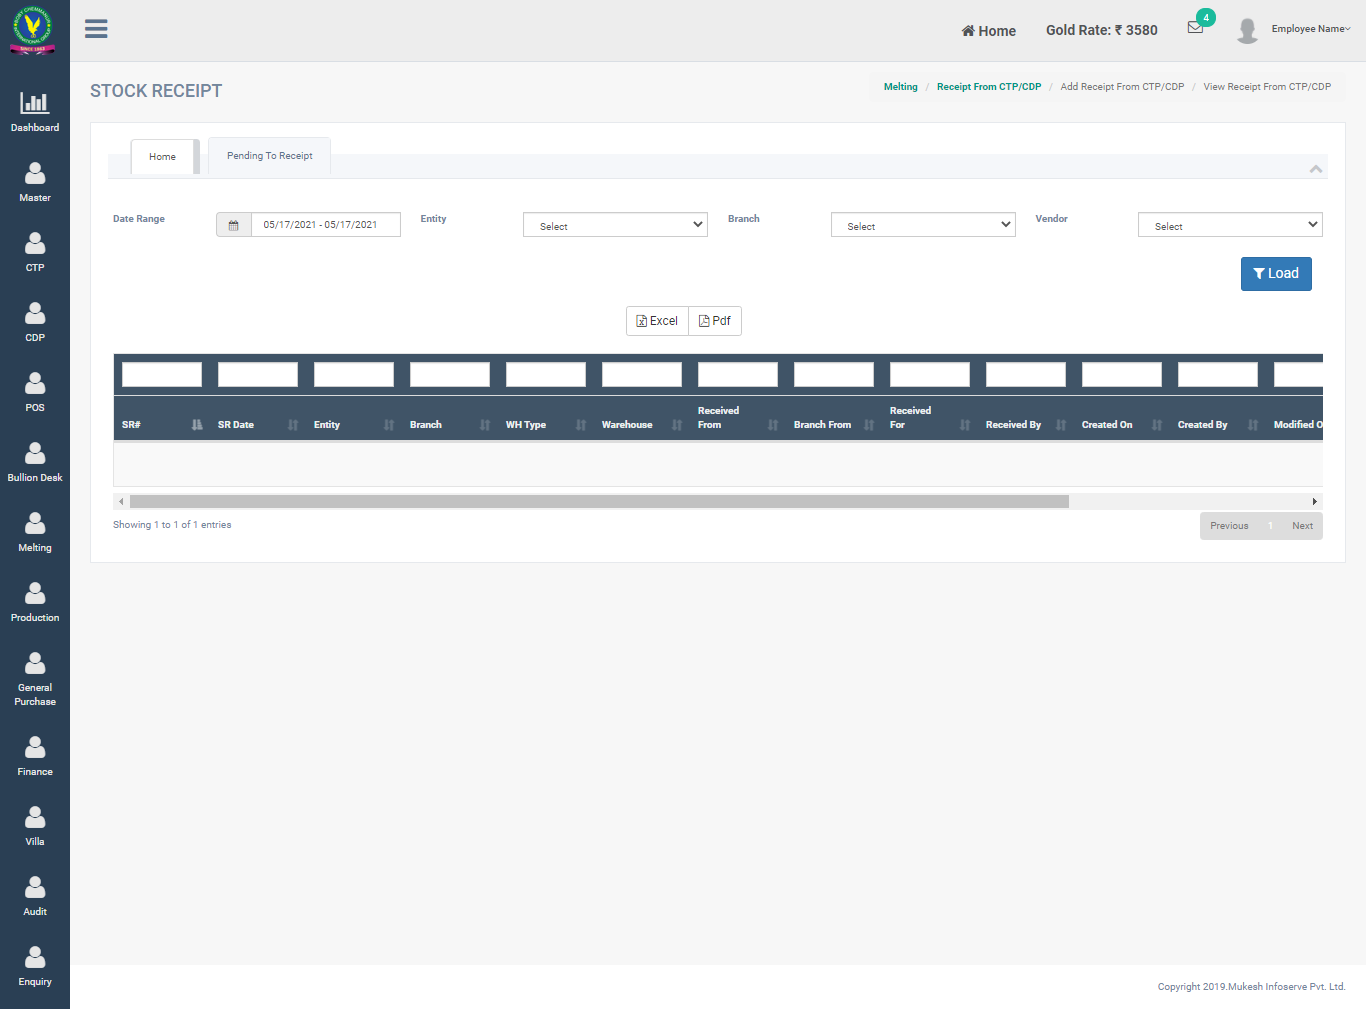 SINCE 1863
Home
Gold Rate: ₹ 3580
4
Employee Name
STOCK RECEIPT
Melting / Receipt From CTP/CDP / Add Receipt From CTP/CDP / View Receipt From CTP/CDP
Dashboard
Master
CTP
CDP
POS
Bullion Desk
Melting
Production
General
Purchase
Finance
Villa
Audit
Enquiry
Home
Pending To Receipt
Date Range
05/17/2021 - 05/17/2021
Entity
Select
Branch
Select
Vendor
Select
Load
Excel
Pdf
SR#
SR Date
Entity
Branch
WH Type
Warehouse
Received
From
Branch From
Received
For
Received By
Created On
Created By
Modified O
Showing 1 to 1 of 1 entries
Previous
1
Next
Copyright 2019.Mukesh Infoserve Pvt. Ltd.